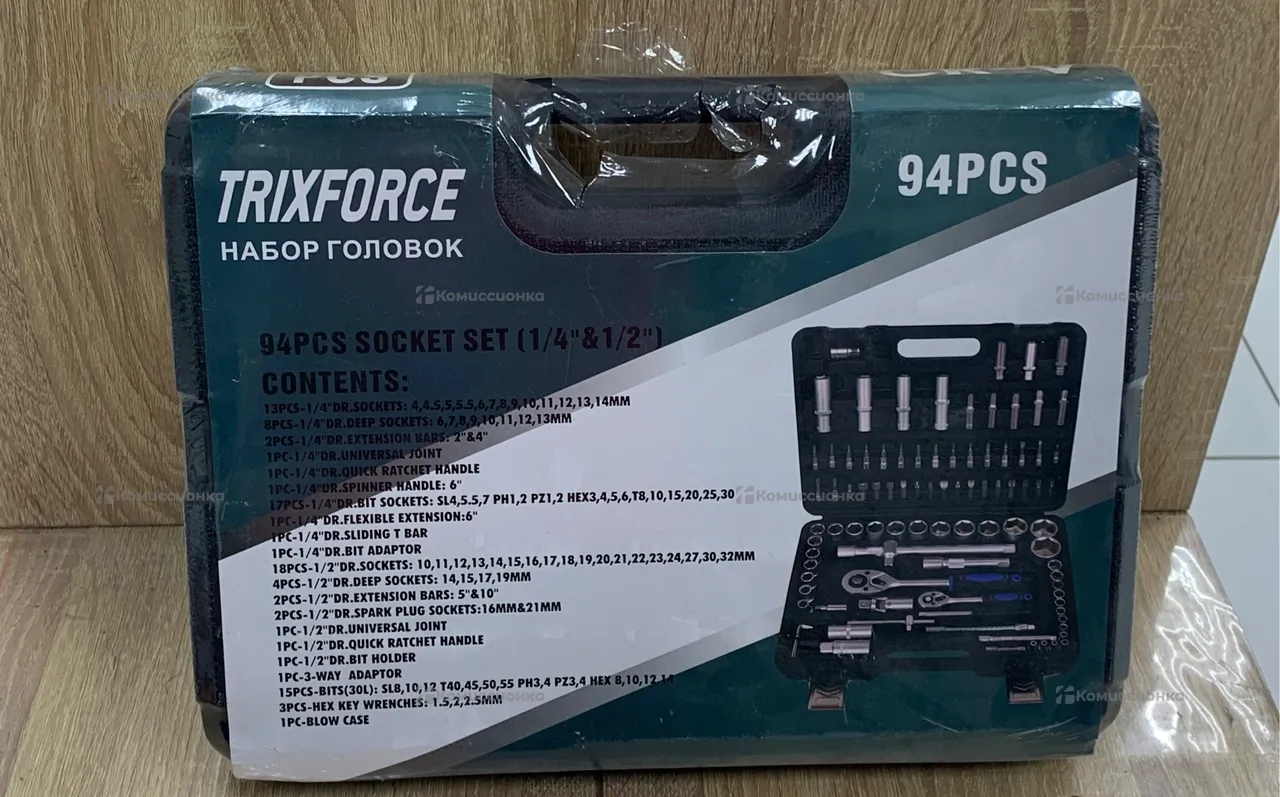 PCS
TRIXFORCE
НАБОР ГОЛОВОК
94PCS
94PCS SOCKET SET (1/4"&1/2")
CONTENTS:
13PCS-1/4"DR.SOCKETS: 4,4.5,5,5.5,6,7,8,9,10,11,12,13,14MM
8PCS-1/4"DR.DEEP SOCKETS: 6,7,8,9,10,11,12,13MM
2PCS-1/4"DR.EXTENSION BARS: 2"&4"
1PC-1/4"DR.UNIVERSAL JOINT
1PC-1/4"DR.QUICK RATCHET HANDLE
1PC-1/4"DR.SPINNER HANDLE: 6"
17PCS-1/4"DR.BIT SOCKETS: SL4,5.5,7 PH1,2 PZ1,2 HEX3,4,5,6,T8,10,15,20,25,30
1PC-1/4"DR.FLEXIBLE EXTENSION:6"
1PC-1/4"DR.SLIDING T BAR
1PC-1/4"DR.BIT ADAPTOR
18PCS-1/2"DR.SOCKETS: 10,11,12,13,14,15,16,17,18,19,20,21,22,23,24,27,30,32MM
4PCS-1/2"DR.DEEP SOCKETS: 14,15,17,19MM
2PCS-1/2"DR.EXTENSION BARS: 5"&10"
2PCS-1/2"DR.SPARK PLUG SOCKETS:16MM&21MM
1PC-1/2"DR.UNIVERSAL JOINT
1PC-1/2"DR.QUICK RATCHET HANDLE
1PC-1/2"DR.BIT HOLDER
1PC-3-WAY ADAPTOR
15PCS-BITS(30L): SL8,10,12 T40,45,50,55 PH3,4 PZ3,4 HEX 8,10,12,14
3PCS-HEX KEY WRENCHES: 1.5,2,2.5MM
1PC-BLOW CASE
Комиссионка
Комиссионка
Комиссионка
Комиссионка
Комиссионка
Комиссионка
Комиссионка
Комиссионка